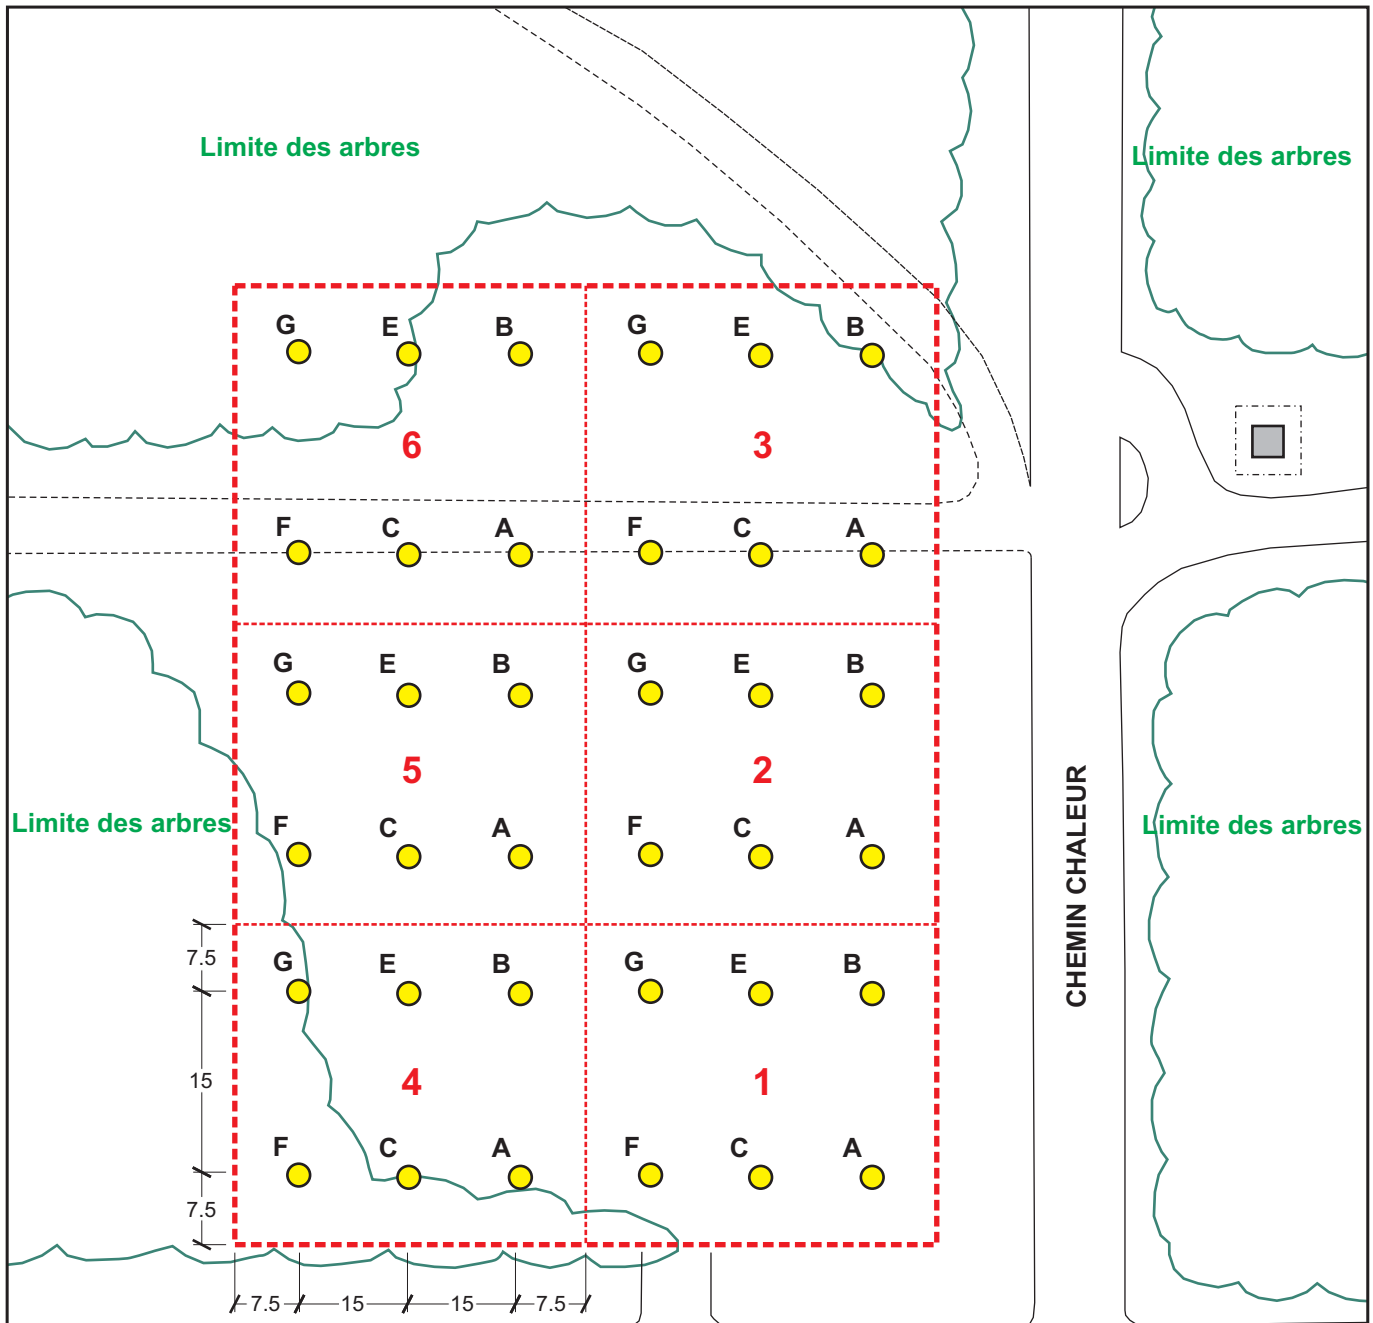 Limite des arbres
Limite des arbres
G E B G E B
6 3
F C A F C A
G E B G E B
5 2
CHEMIN CHALEUR
Limite des arbres
Limite des arbres
F C A F C A
7.5
G E B G E B
15
4 1
F C A F C A
7.5
7.5 15 15 7.5